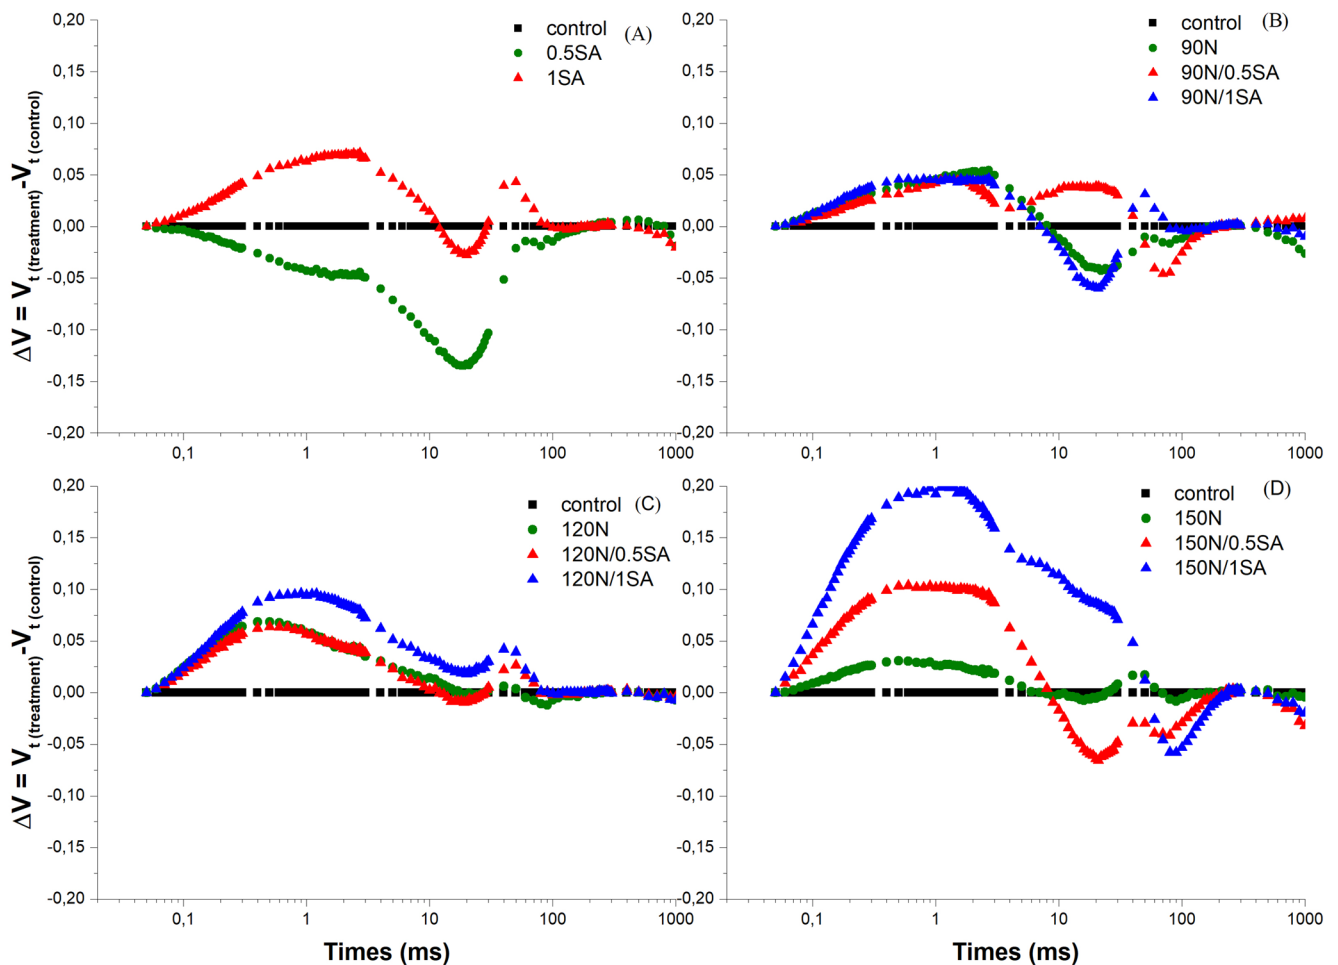 control (A)
0.5SA
1SA
0,20
0,15
0,10
0,05
0,00
-0,05
-0,10
-0,15
-0,20
0,1 1 10 100 1000
ΔV = Vt (treatment) -Vt (control)
control (B)
90N
90N/0.5SA
90N/1SA
0,20
0,15
0,10
0,05
0,00
-0,05
-0,10
-0,15
-0,20
0,1 1 10 100 1000
control (C)
120N
120N/0.5SA
120N/1SA
0,20
0,15
0,10
0,05
0,00
-0,05
-0,10
-0,15
-0,20
0,1 1 10 100 1000
ΔV = Vt (treatment) -Vt (control)
Times (ms)
control (D)
150N
150N/0.5SA
150N/1SA
0,20
0,15
0,10
0,05
0,00
-0,05
-0,10
-0,15
-0,20
0,1 1 10 100 1000
Times (ms)